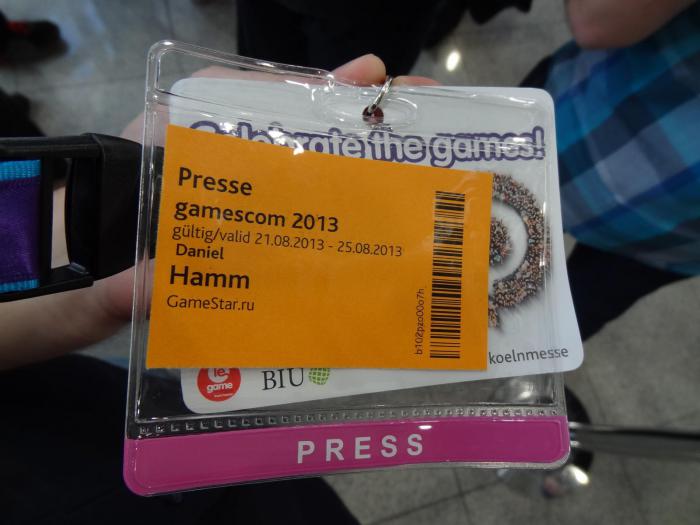 Celebrate the games!
Presse
gamescom 2013
gültig/valid 21.08.2013 - 25.08.2013
Daniel
Hamm
GameStar.ru
b102pzo00o7h
koelnmesse
game
BIU
PRESS